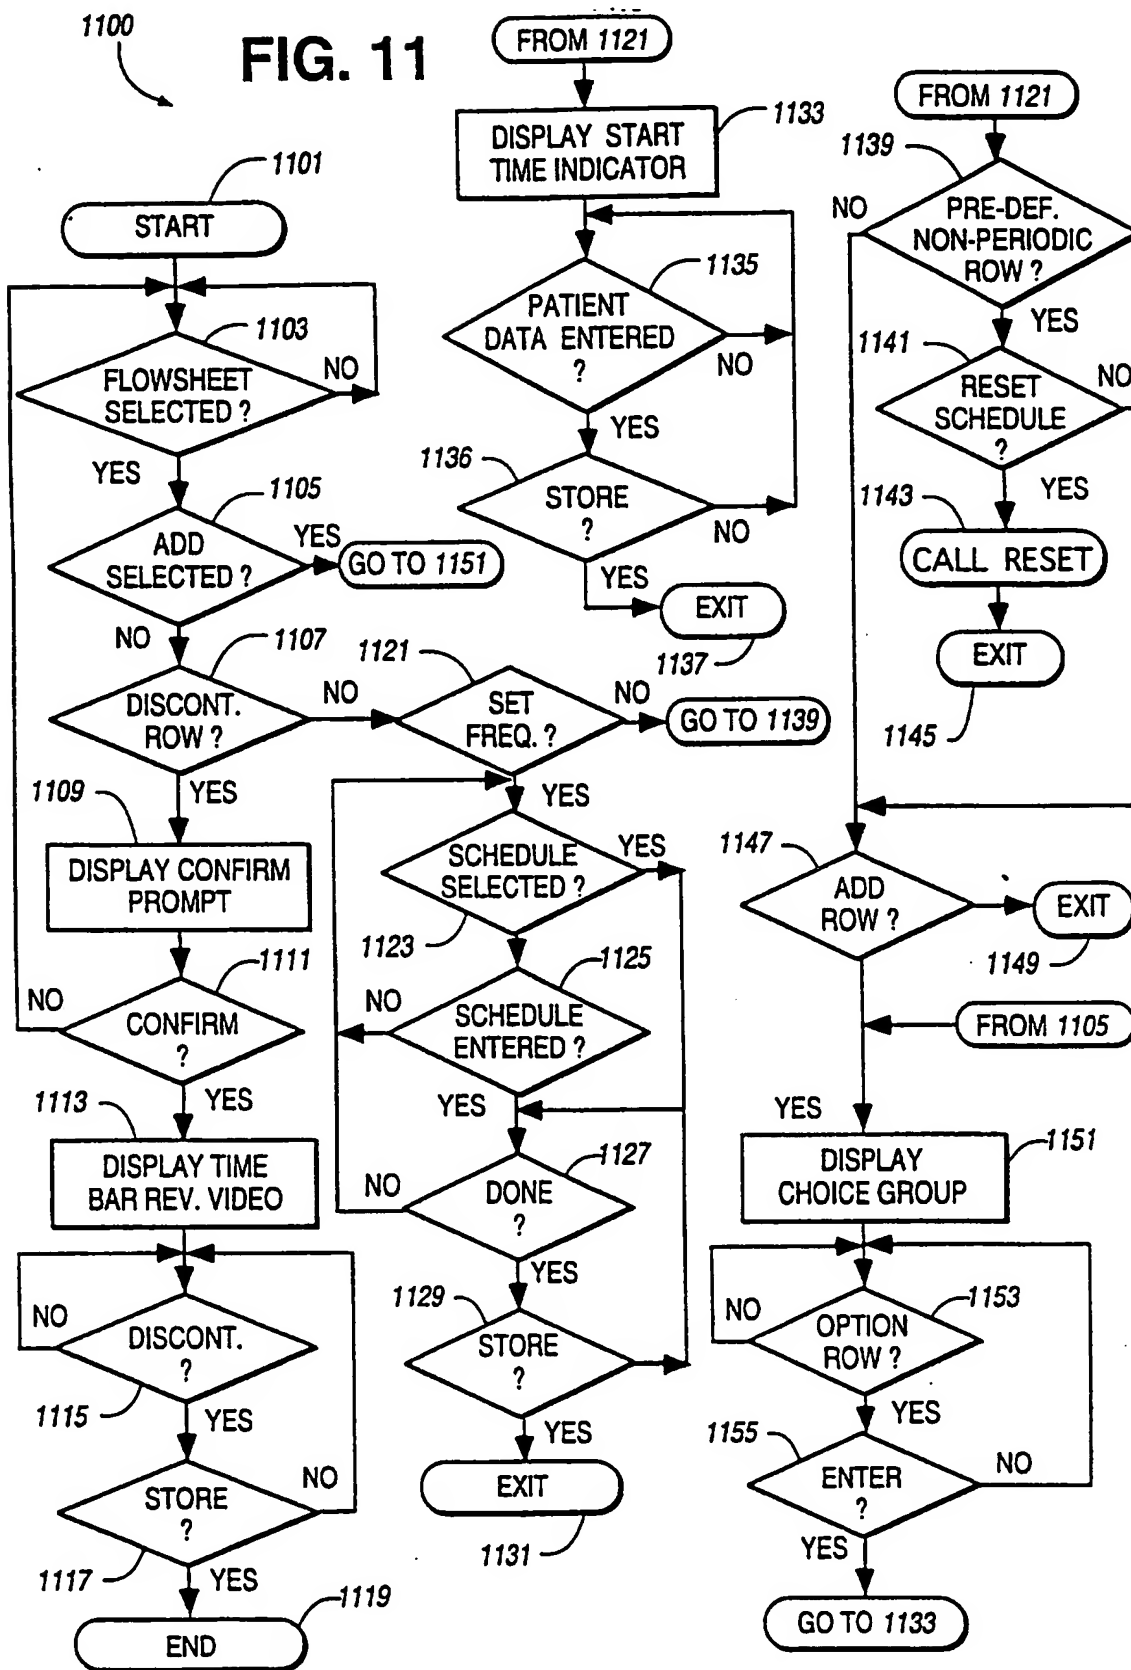 1100
FIG. 11
1101
START
1103
FLOWSHEET
SELECTED ?
NO
YES
1105
ADD
SELECTED ?
YES
GO TO 1151
NO
1107
DISCONT.
ROW ?
NO
YES
1109
DISPLAY CONFIRM
PROMPT
1111
NO
CONFIRM
?
YES
1113
DISPLAY TIME
BAR REV. VIDEO
NO
DISCONT.
?
1115
YES
NO
STORE
?
1117
YES
1119
END
FROM 1121
1133
DISPLAY START
TIME INDICATOR
1135
PATIENT
DATA ENTERED
?
NO
YES
1136
STORE
?
NO
YES
EXIT
1137
1121
SET
FREQ. ?
NO
GO TO 1139
YES
SCHEDULE
SELECTED ?
YES
1123
1125
NO
SCHEDULE
ENTERED ?
YES
1127
NO
DONE
?
YES
1129
STORE
?
YES
EXIT
1131
FROM 1121
1139
NO
PRE-DEF.
NON-PERIODIC
ROW ?
YES
1141
RESET
SCHEDULE
?
NO
YES
1143
CALL RESET
EXIT
1145
1147
ADD
ROW ?
EXIT
1149
FROM 1105
YES
1151
DISPLAY
CHOICE GROUP
1153
NO
OPTION
ROW ?
YES
1155
ENTER
?
NO
YES
GO TO 1133